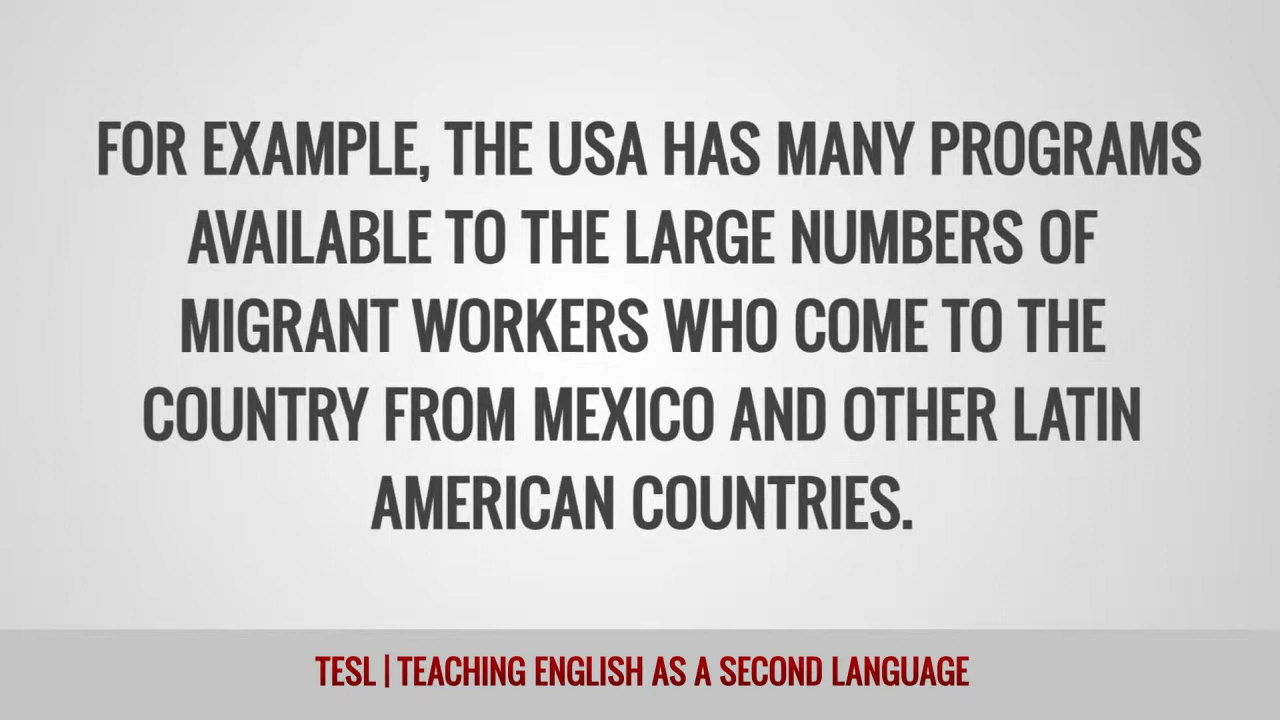 FOR EXAMPLE, THE USA HAS MANY PROGRAMS
AVAILABLE TO THE LARGE NUMBERS OF
MIGRANT WORKERS WHO COME TO THE
COUNTRY FROM MEXICO AND OTHER LATIN
AMERICAN COUNTRIES.
TESL | TEACHING ENGLISH AS A SECOND LANGUAGE